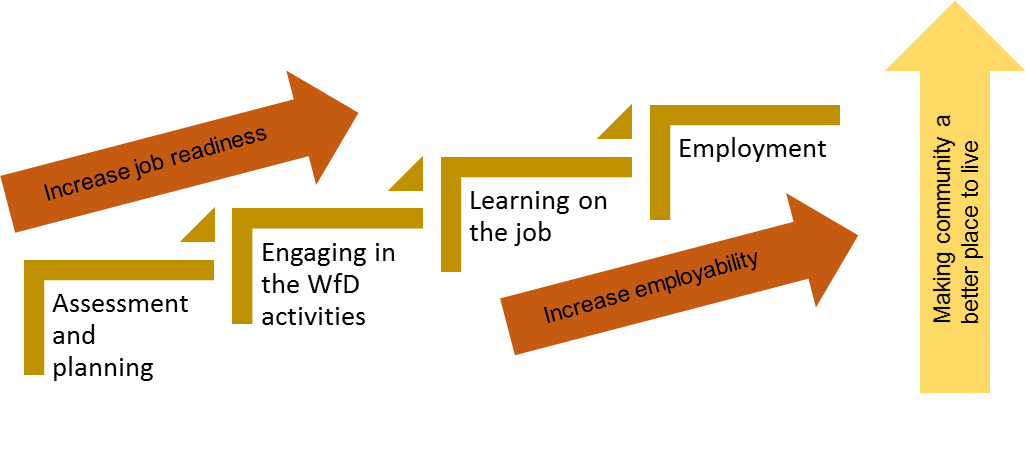 Increase job readiness
Assessment
and
planning
Engaging in
the WfD
activities
Learning on
the job
Employment
Increase employability
Making community a
better place to live